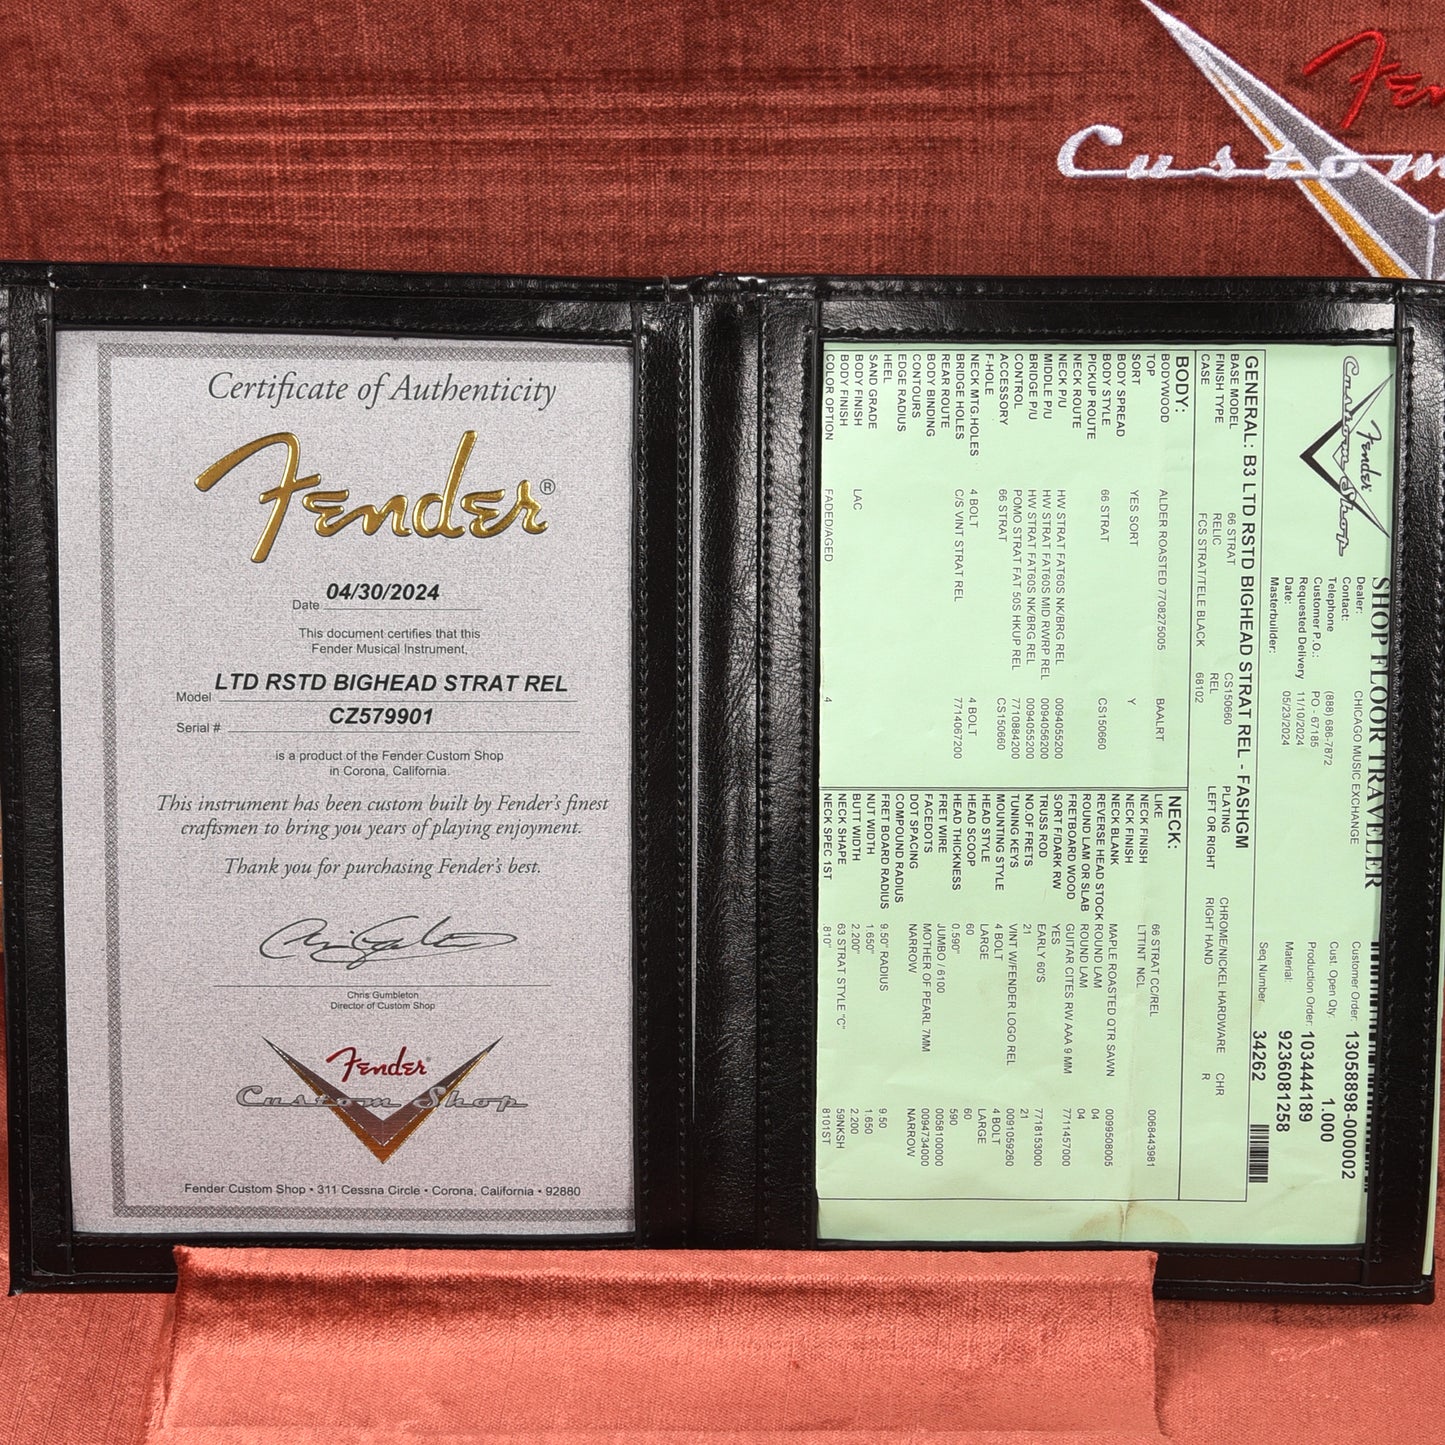 Fender
Custom
Certificate of Authenticity
Fender®
Date 04/30/2024
This document certifies that this
Fender Musical Instrument,
Model LTD RSTD BIGHEAD STRAT REL
Serial # CZ579901
is a product of the Fender Custom Shop
in Corona, California.
This instrument has been custom built by Fender's finest
craftsmen to bring you years of playing enjoyment.
Thank you for purchasing Fender's best.
Chris Gumbleton
Director of Custom Shop
Fender
Custom Shop
Fender Custom Shop • 311 Cessna Circle • Corona, California • 92880
Fender
Custom Shop
SHOP FLOOR TRAVELER
Dealer: CHICAGO MUSIC EXCHANGE
Contact:
Telephone (888) 686-7872
Customer P.O.: PO - 67185
Requested Delivery 11/10/2024
Date: 05/23/2024
Masterbuilder:
Customer Order: 13058898-000002
Cust. Open Qty: 1.000
Production Order: 103444189
Material: 9236081258
Seq.Number: 34262
GENERAL: B3 LTD RSTD BIGHEAD STRAT REL - FASHGM
BASE MODEL 66 STRAT CS150660 PLATING CHROME/NICKEL HARDWARE CHR
FINISH TYPE RELIC REL LEFT OR RIGHT RIGHT HAND R
CASE FCS STRAT/TELE BLACK 68102
BODY:
BODYWOOD ALDER ROASTED 7708275005 BAALRT
TOP
SORT YES SORT Y
BODY SPREAD
BODY STYLE 66 STRAT CS150660
PICKUP ROUTE
NECK ROUTE
NECK P/U HW STRAT FAT60S NK/BRG REL 0094055200
MIDDLE P/U HW STRAT FAT60S MID RWRP REL 0094056200
BRIDGE P/U HW STRAT FAT60S NK/BRG REL 0094055200
CONTROL POMO STRAT FAT 50S HKUP REL 7710884200
ACCESSORY 66 STRAT CS150660
F-HOLE
NECK MTG.HOLES 4 BOLT 4 BOLT
BRIDGE HOLES C/S VINT STRAT REL 7714067200
REAR ROUTE
BODY BINDING
CONTOURS
EDGE RADIUS
HEEL
SAND GRADE
BODY FINISH LAC
BODY FINISH
COLOR OPTION FADED/AGED 4
NECK:
LIKE 66 STRAT CC/REL 0068443981
NECK FINISH LTTINT NCL
NECK FINISH
NECK BLANK MAPLE ROASTED QTR SAWN 0099508005
REVERSE HEAD STOCK ROUND LAM 04
ROUND LAM OR SLAB ROUND LAM 04
FRETBOARD WOOD GUITAR CITES RW AAA 9 MM 7711457000
SORT F/DARK RW YES
TRUSS ROD EARLY 60'S 7718153000
NO OF FRETS 21 21
TUNING KEYS VINT W/FENDER LOGO REL 0091059260
MOUNTING STYLE 4 BOLT 4 BOLT
HEAD STYLE LARGE LARGE
HEAD SCOOP 60 60
HEAD THICKNESS 0.590" 590
FRET WIRE JUMBO / 6100 0058100000
FACEDOTS MOTHER OF PEARL 7MM 0094734000
DOT SPACING NARROW NARROW
COMPOUND RADIUS
FRET BOARD RADIUS 9.50" RADIUS 9.50
NUT WIDTH 1.650" 1.650
BUTT WIDTH 2.200" 2.200
NECK SHAPE 63 STRAT STYLE "C" 59NKSH
NECK SPEC 1ST 810" 8101ST